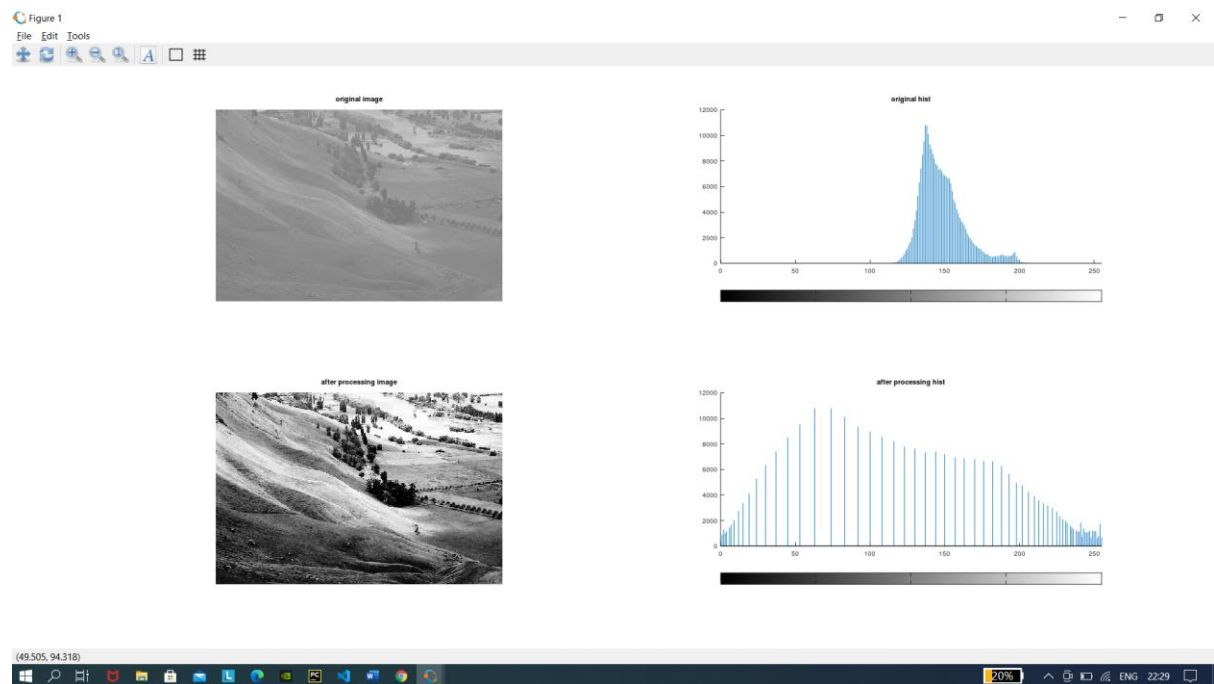 Figure 1
File Edit Tools
A
original image
original hist
12000
10000
8000
6000
4000
2000
0
0 50 100 150 200 250
after processing image
after processing hist
12000
10000
8000
6000
4000
2000
0
0 50 100 150 200 250
(49.505, 94.318)
L PC W 20% ENG 22:29